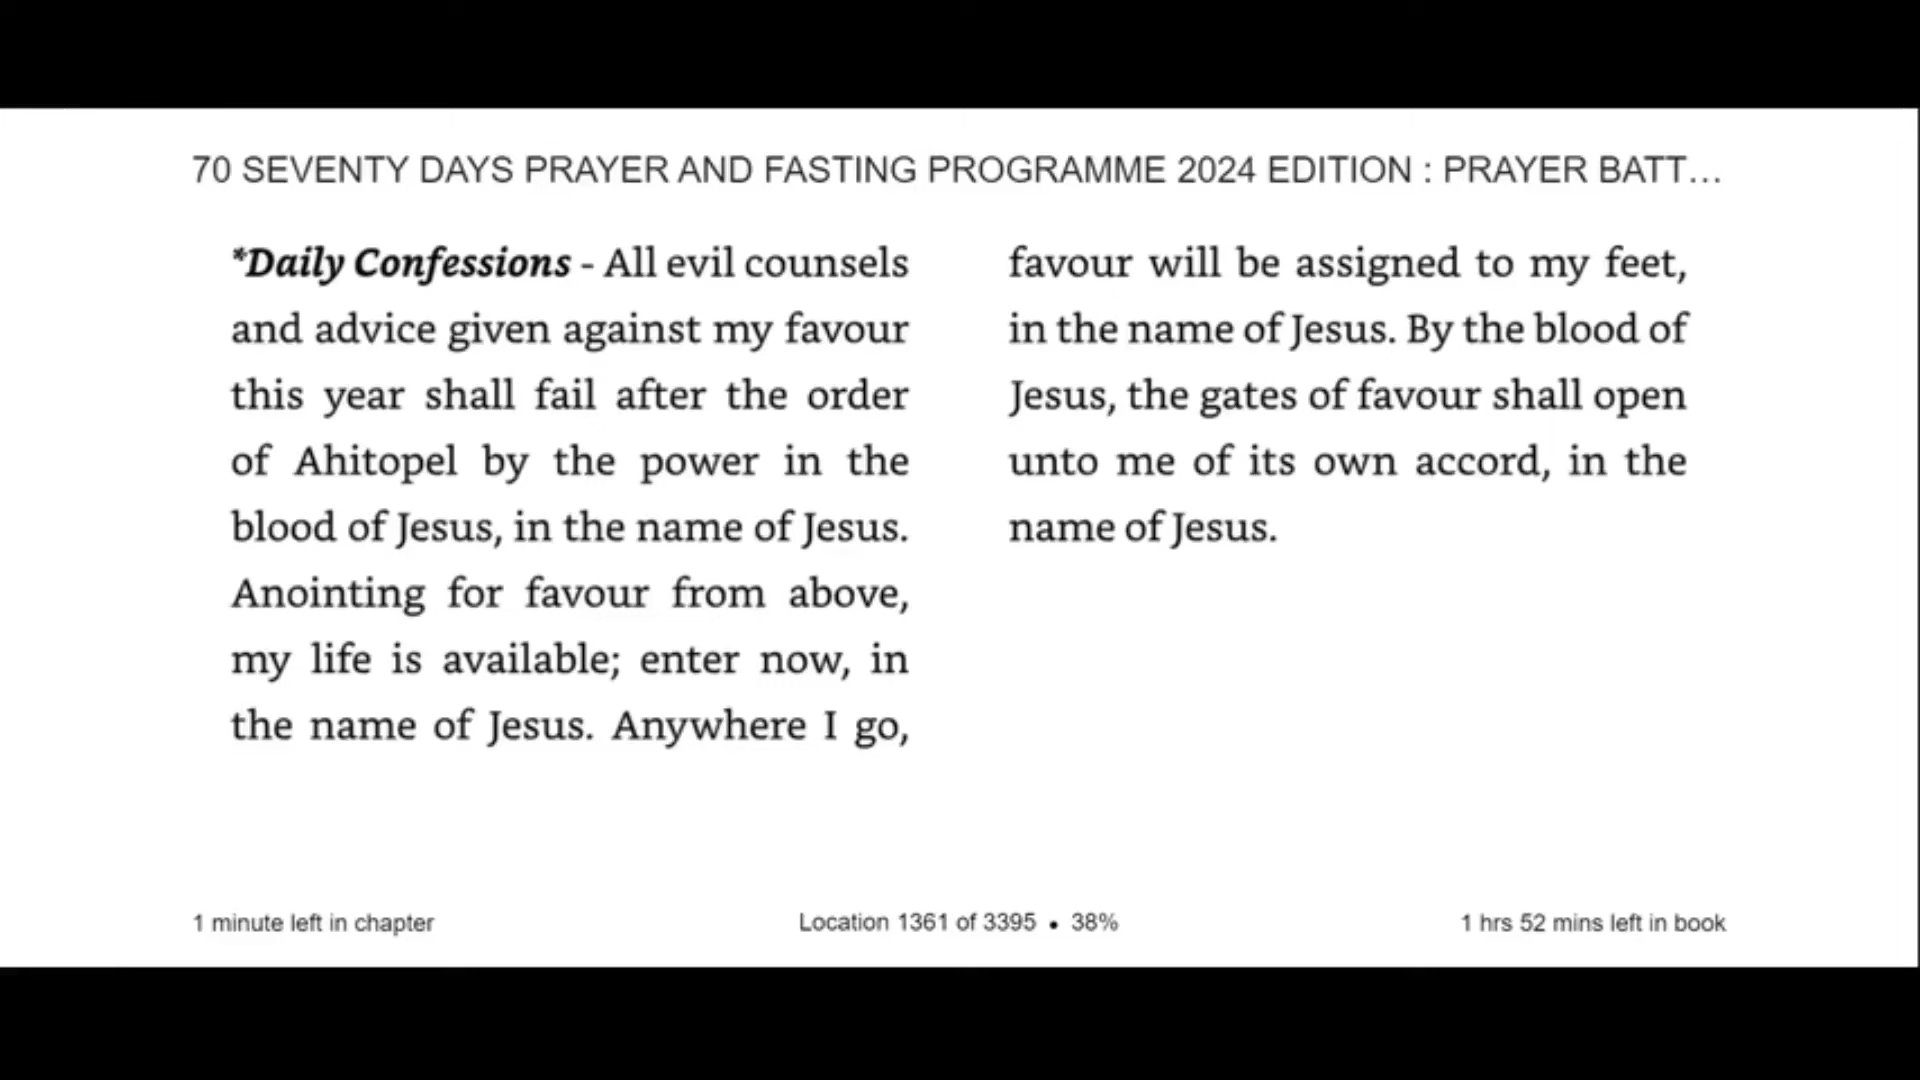 70 SEVENTY DAYS PRAYER AND FASTING PROGRAMME 2024 EDITION : PRAYER BATT...
*Daily Confessions - All evil counsels
and advice given against my favour
this year shall fail after the order
of Ahitopel by the power in the
blood of Jesus, in the name of Jesus.
Anointing for favour from above,
my life is available; enter now, in
the name of Jesus. Anywhere I go,
favour will be assigned to my feet,
in the name of Jesus. By the blood of
Jesus, the gates of favour shall open
unto me of its own accord, in the
name of Jesus.
1 minute left in chapter
Location 1361 of 3395 • 38%
1 hrs 52 mins left in book